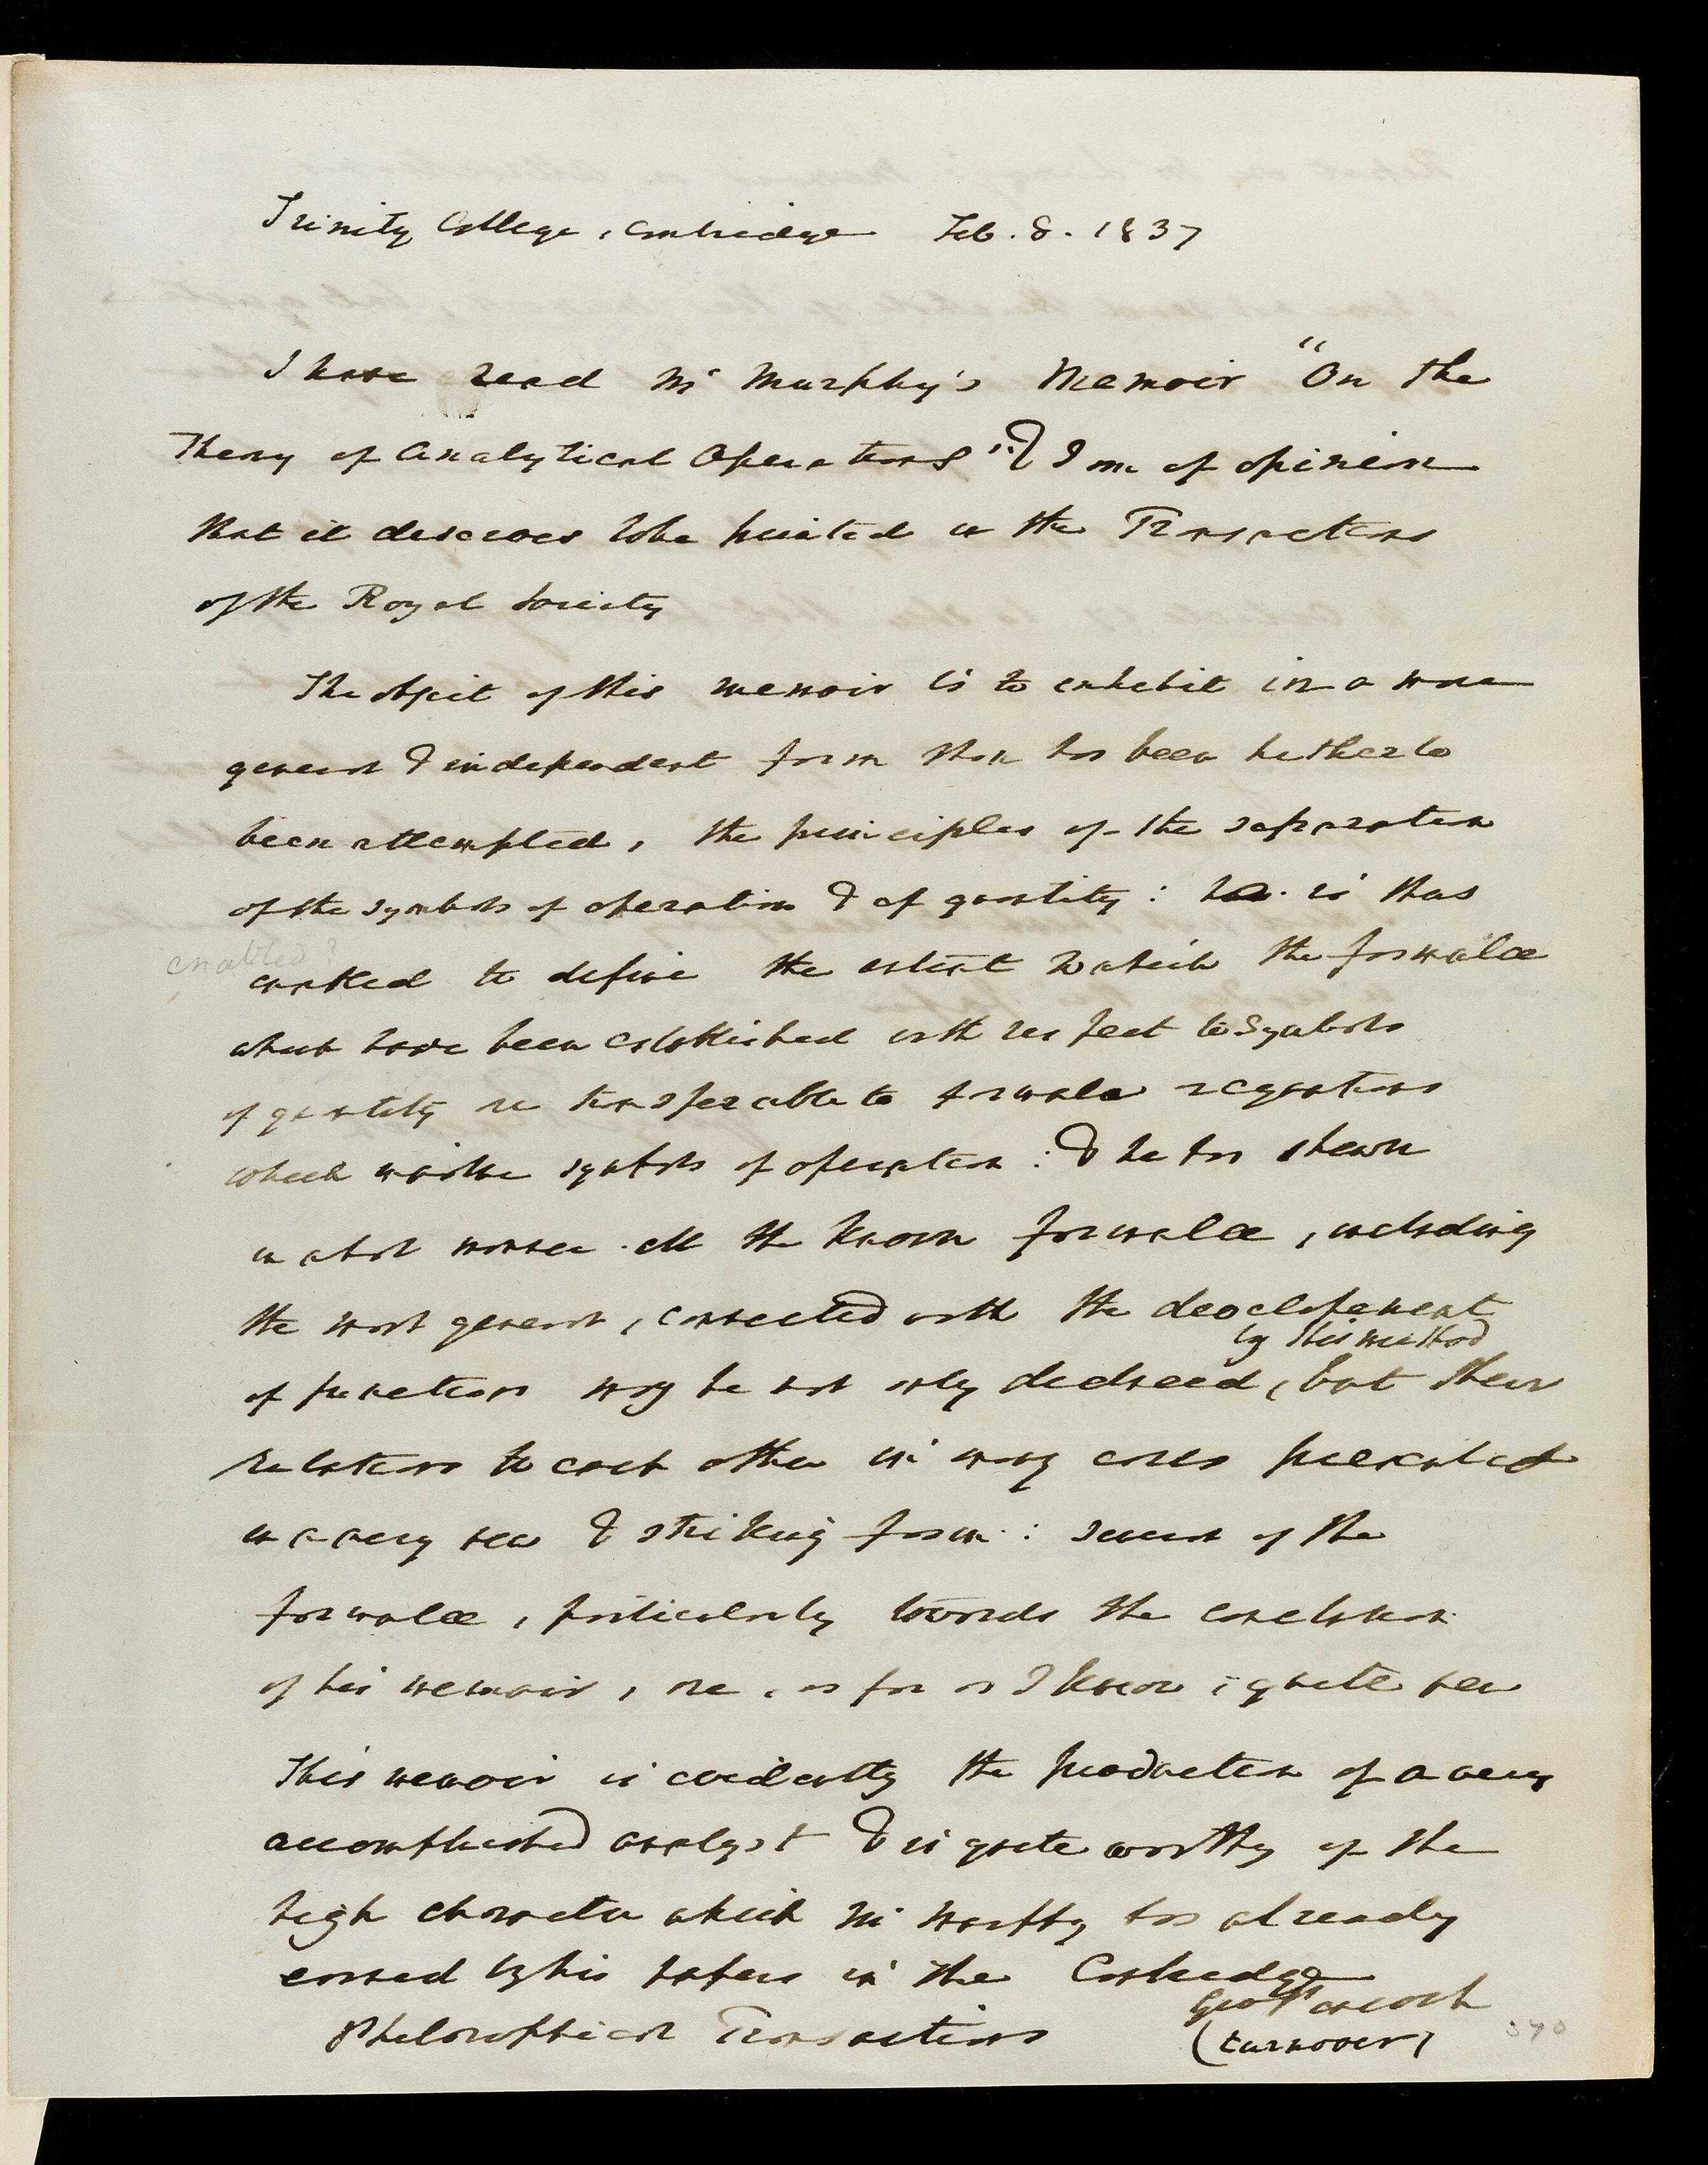 Trinity College, Cambridge Feb. 8. 1837
I have read Mr Murphy's Memoir "On the
Theory of Analytical Operations" & I am of opinion
that it deserves to be printed in the Transactions
of the Royal Society
The object of this memoir is to exhibit in a more
general & independent form than has been hitherto
been attempted, the principles of the separation
of the symbols of operation & of quantity: he is thus
enabled?
enabled to define the extent to which the formulae
which have been established with respect to symbols
of quantity are transferable to formulae & equations
which involve symbols of operation: & he has shewn
in what manner all the known formulae, including
the most general, connected with the developement
by this method
of functions may be not only deduced, but their
relations to each other in many cases presented
in a very new & striking form: several of the
formulae, particularly towards the conclusion
of his memoir, are, as far as I know, quite new
This memoir is evidently the production of a very
accomplished analyst & is quite worthy of the
high character which Mr Murphy has already
earned by his papers in the Cambridge
Philosophical Transactions
Geo Peacock
(turn over)
370